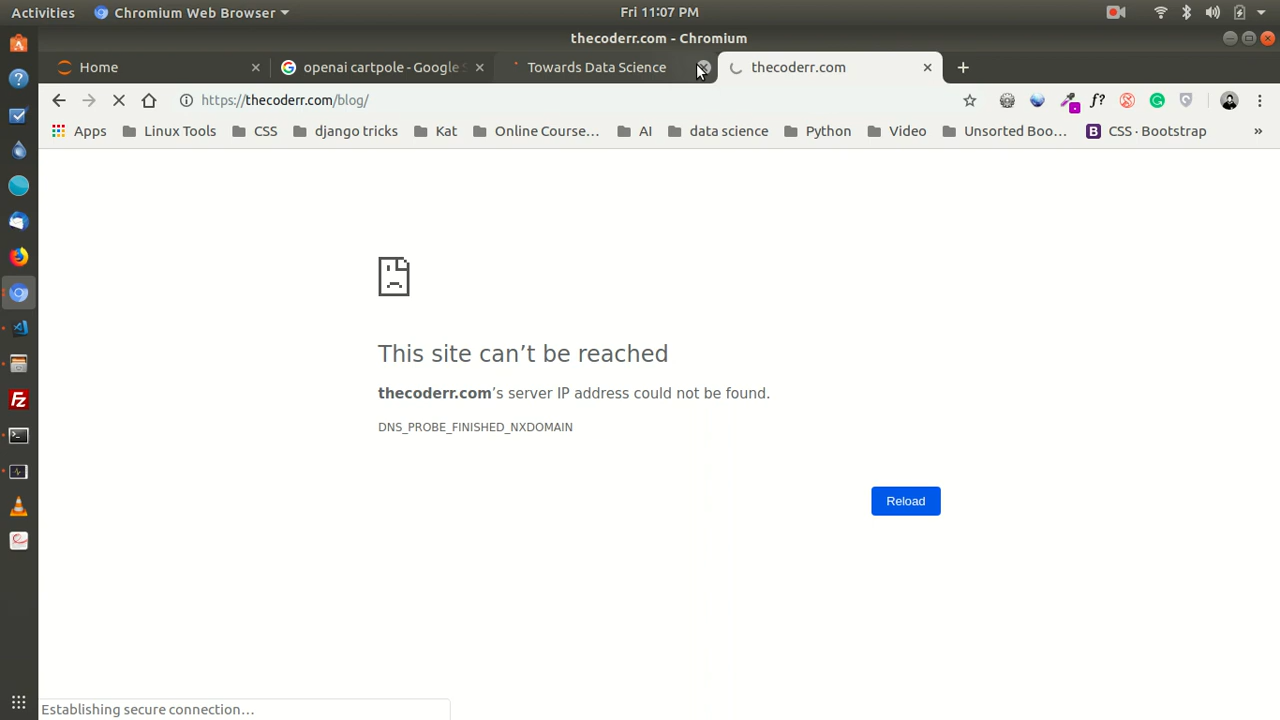 Activities
Chromium Web Browser
Fri 11:07 PM
thecoderr.com - Chromium
Home
openai cartpole - Google S
Towards Data Science
thecoderr.com
https://thecoderr.com/blog/
f?
Apps
Linux Tools
CSS
django tricks
Kat
Online Course…
AI
data science
Python
Video
Unsorted Boo…
B
CSS · Bootstrap
»
This site can’t be reached
thecoderr.com’s server IP address could not be found.
DNS_PROBE_FINISHED_NXDOMAIN
Reload
Establishing secure connection…